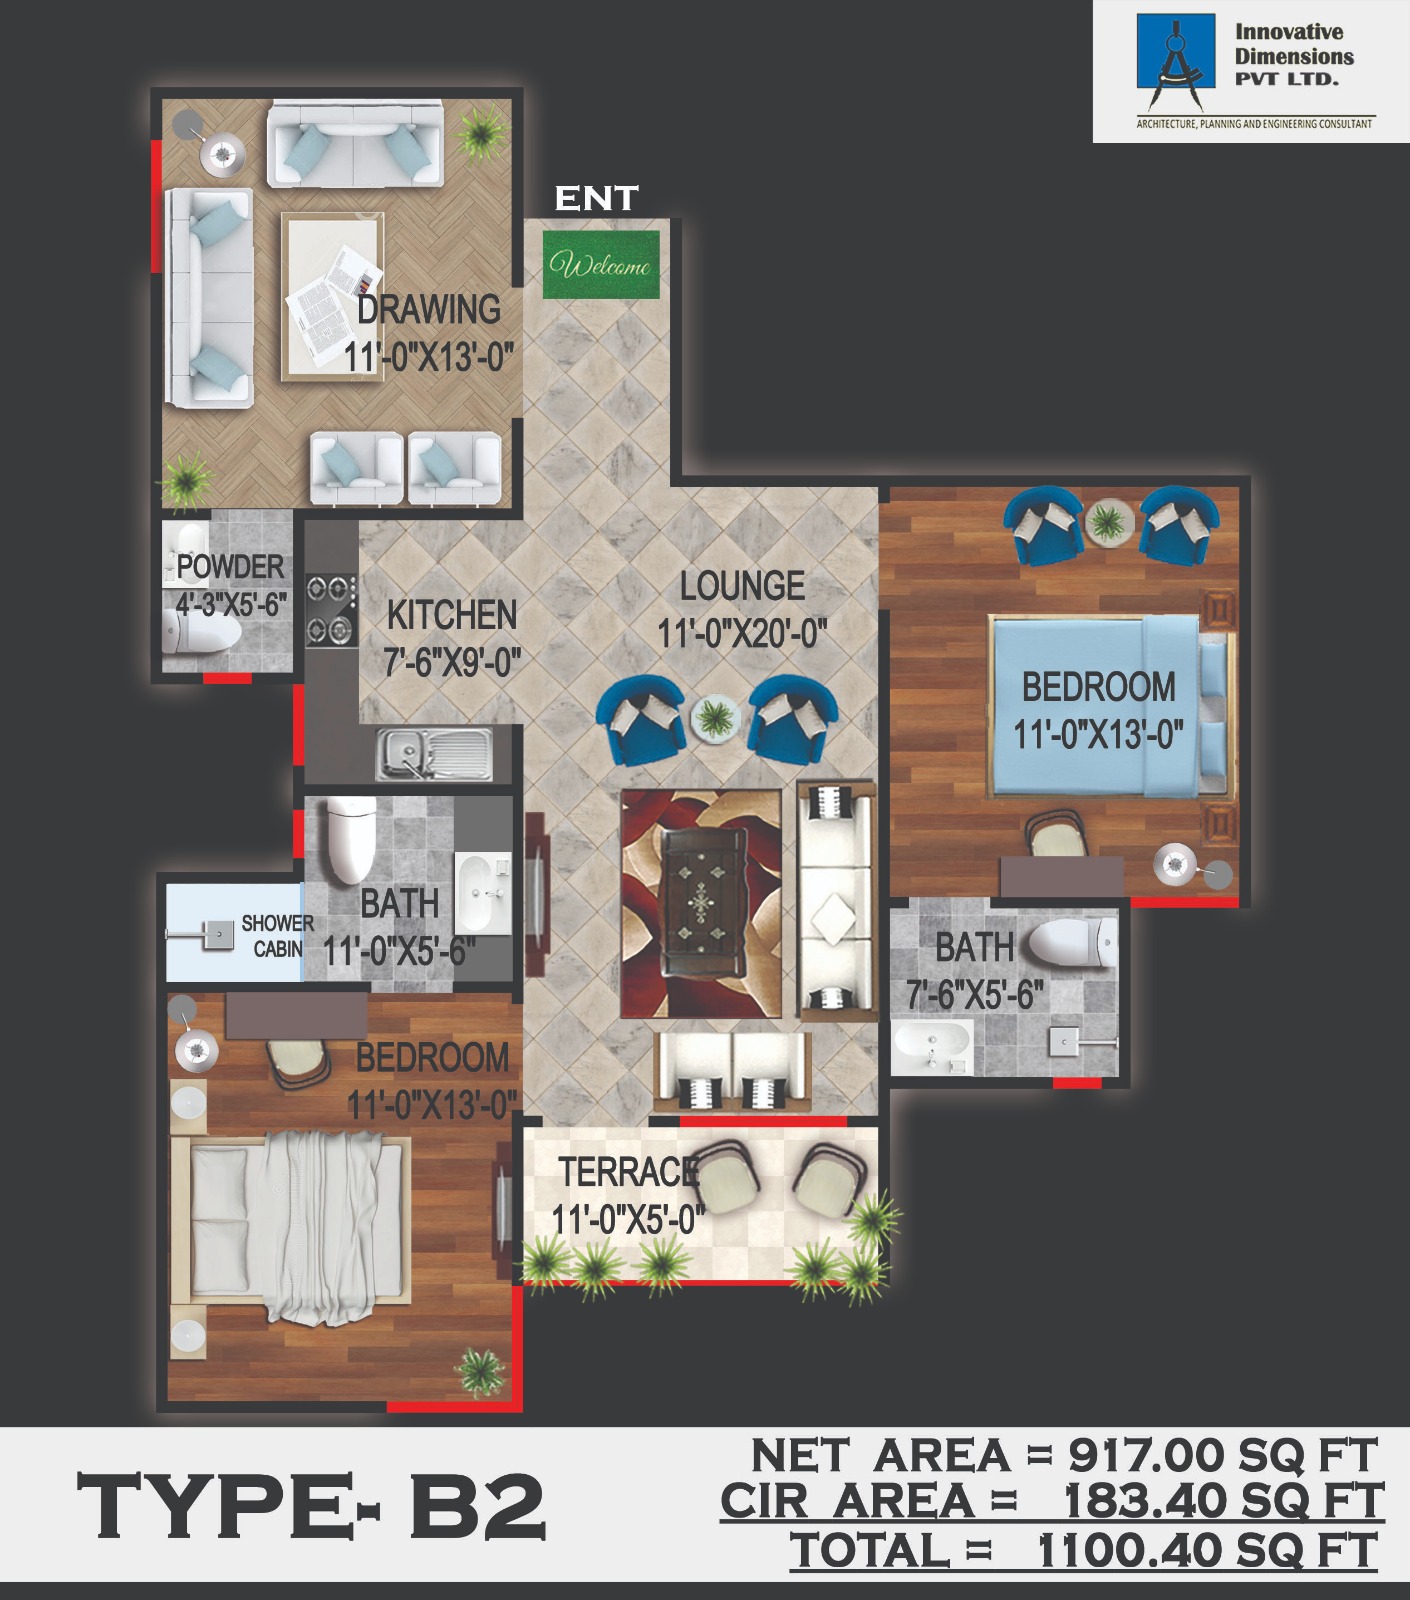 Innovative
Dimensions
PVT LTD.
ARCHITECTURE, PLANNING AND ENGINEERING CONSULTANT
ENT
Welcome
DRAWING
11'-0"X13'-0"
POWDER
4'-3"X5'-6"
KITCHEN
7'-6"X9'-0"
LOUNGE
11'-0"X20'-0"
BEDROOM
11'-0"X13'-0"
SHOWER
CABIN
BATH
11'-0"X5'-6"
BATH
7'-6"X5'-6"
BEDROOM
11'-0"X13'-0"
TERRACE
11'-0"X5'-0"
TYPE- B2
NET AREA = 917.00 SQ FT
CIR AREA = 183.40 SQ FT
TOTAL = 1100.40 SQ FT